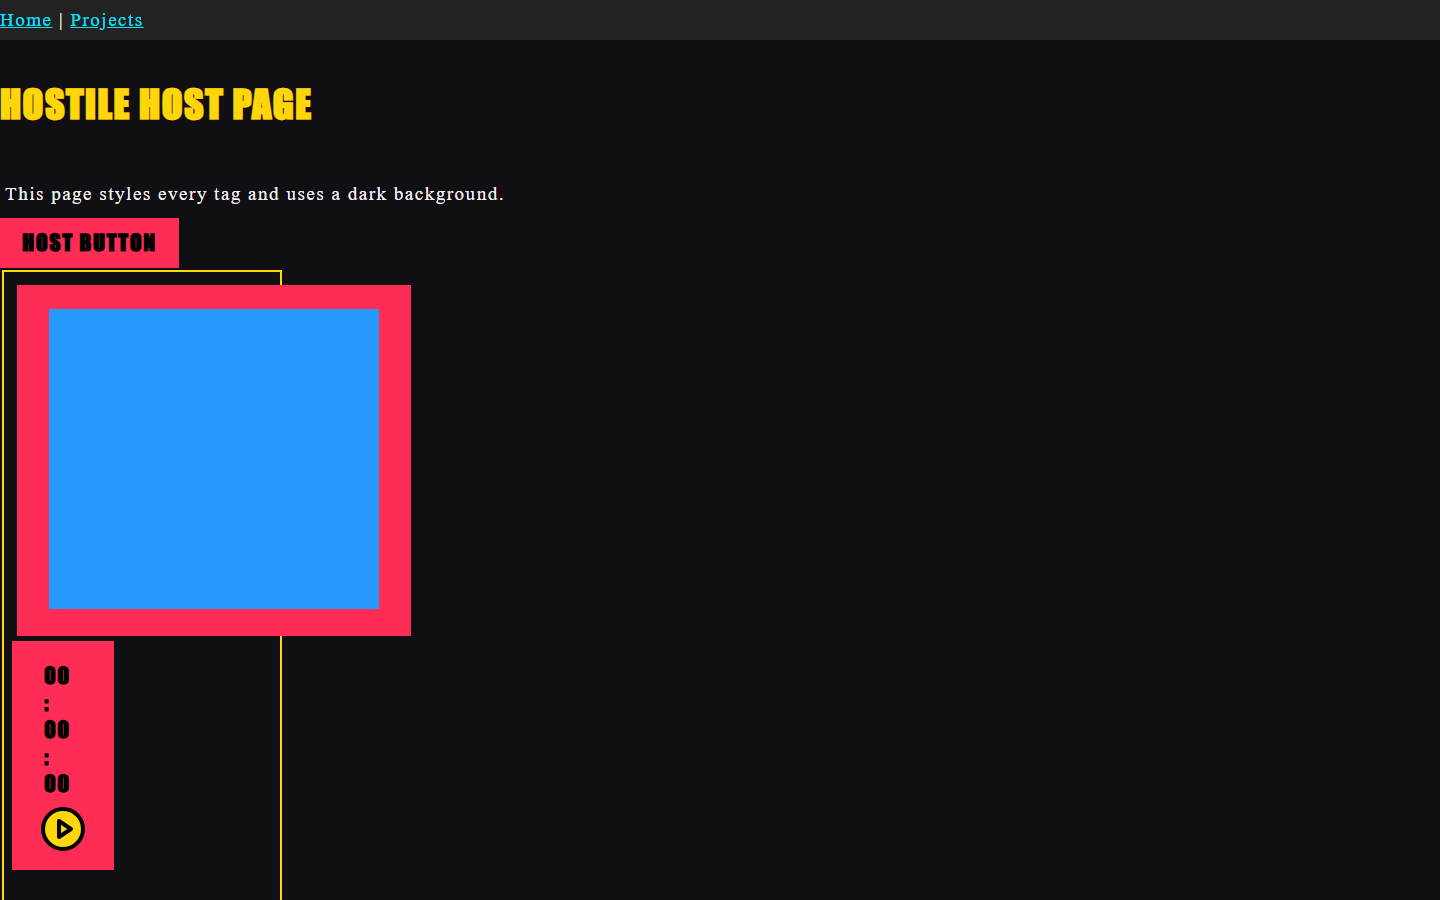 Home | Projects
HOSTILE HOST PAGE
This page styles every tag and uses a dark background.
HOST BUTTON
00
:
00
:
00